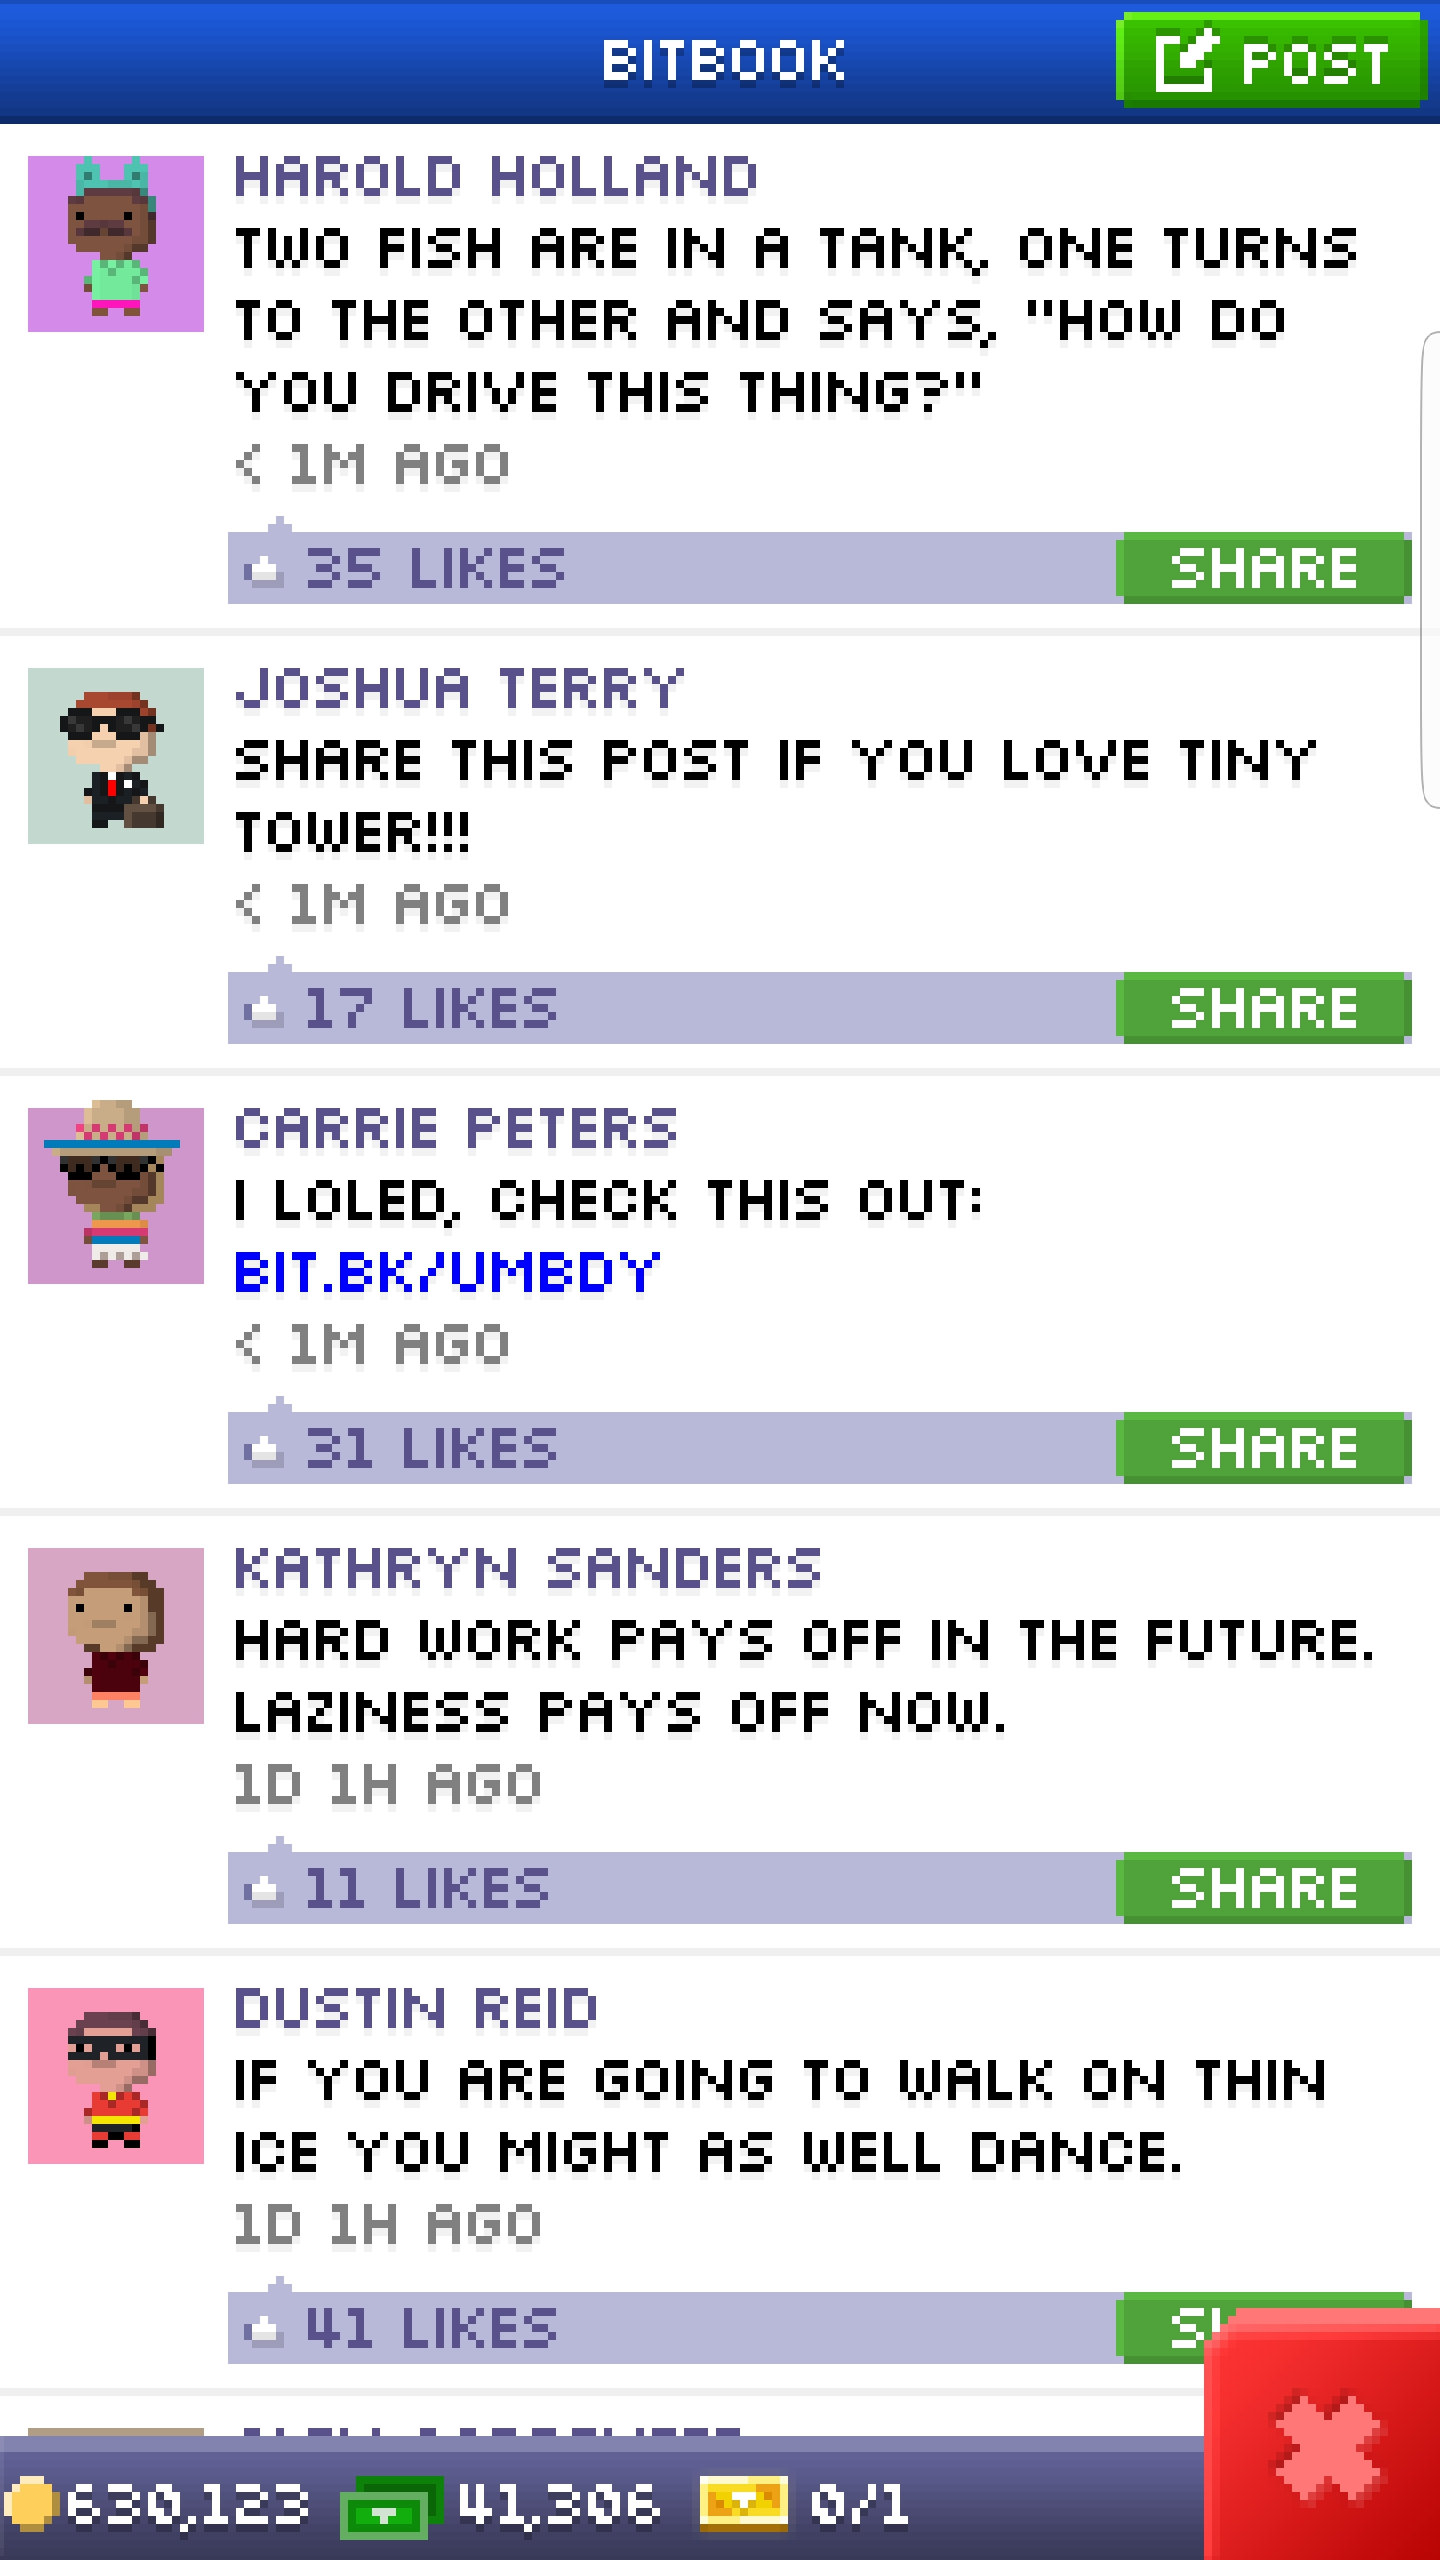 BITBOOK
POST
HAROLD HOLLAND
TWO FISH ARE IN A TANK, ONE TURNS
TO THE OTHER AND SAYS, "HOW DO
YOU DRIVE THIS THING?"
< 1M AGO
35 LIKES
SHARE
JOSHUA TERRY
SHARE THIS POST IF YOU LOVE TINY
TOWER!!!
< 1M AGO
17 LIKES
SHARE
CARRIE PETERS
I LOLED, CHECK THIS OUT:
BIT.BK/UMBDY
< 1M AGO
31 LIKES
SHARE
KATHRYN SANDERS
HARD WORK PAYS OFF IN THE FUTURE.
LAZINESS PAYS OFF NOW.
1D 1H AGO
11 LIKES
SHARE
DUSTIN REID
IF YOU ARE GOING TO WALK ON THIN
ICE YOU MIGHT AS WELL DANCE.
1D 1H AGO
41 LIKES
630,123
41,306
0/1